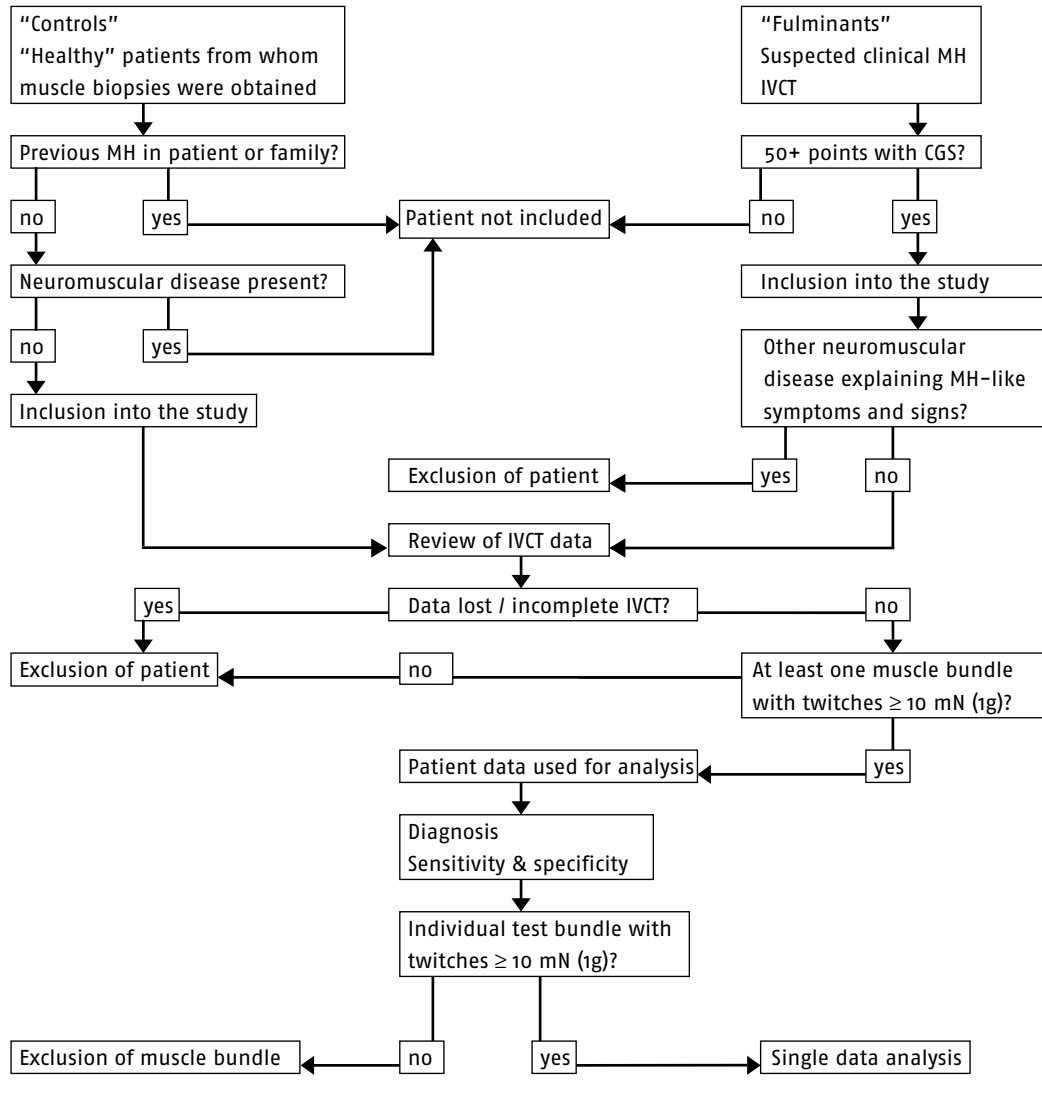 “Controls”
“Healthy” patients from whom
muscle biopsies were obtained
“Fulminants”
Suspected clinical MH
IVCT
Previous MH in patient or family?
50+ points with CGS?
no
yes
Patient not included
no
yes
Neuromuscular disease present?
Inclusion into the study
no
yes
Other neuromuscular
disease explaining MH-like
symptoms and signs?
Inclusion into the study
Exclusion of patient
yes
no
Review of IVCT data
yes
Data lost / incomplete IVCT?
no
Exclusion of patient
no
At least one muscle bundle
with twitches ≥ 10 mN (1g)?
Patient data used for analysis
yes
Diagnosis
Sensitivity & specificity
Individual test bundle with
twitches ≥ 10 mN (1g)?
Exclusion of muscle bundle
no
yes
Single data analysis